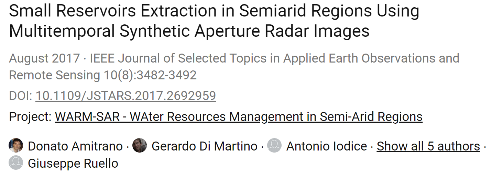 Small Reservoirs Extraction in Semiarid Regions Using
Multitemporal Synthetic Aperture Radar Images
August 2017 · IEEE Journal of Selected Topics in Applied Earth Observations and
Remote Sensing 10(8):3482-3492
DOI: 10.1109/JSTARS.2017.2692959
Project: WARM-SAR - WAter Resources Management in Semi-Arid Regions
Donato Amitrano · Gerardo Di Martino · Antonio Iodice · Show all 5 authors ·
Giuseppe Ruello